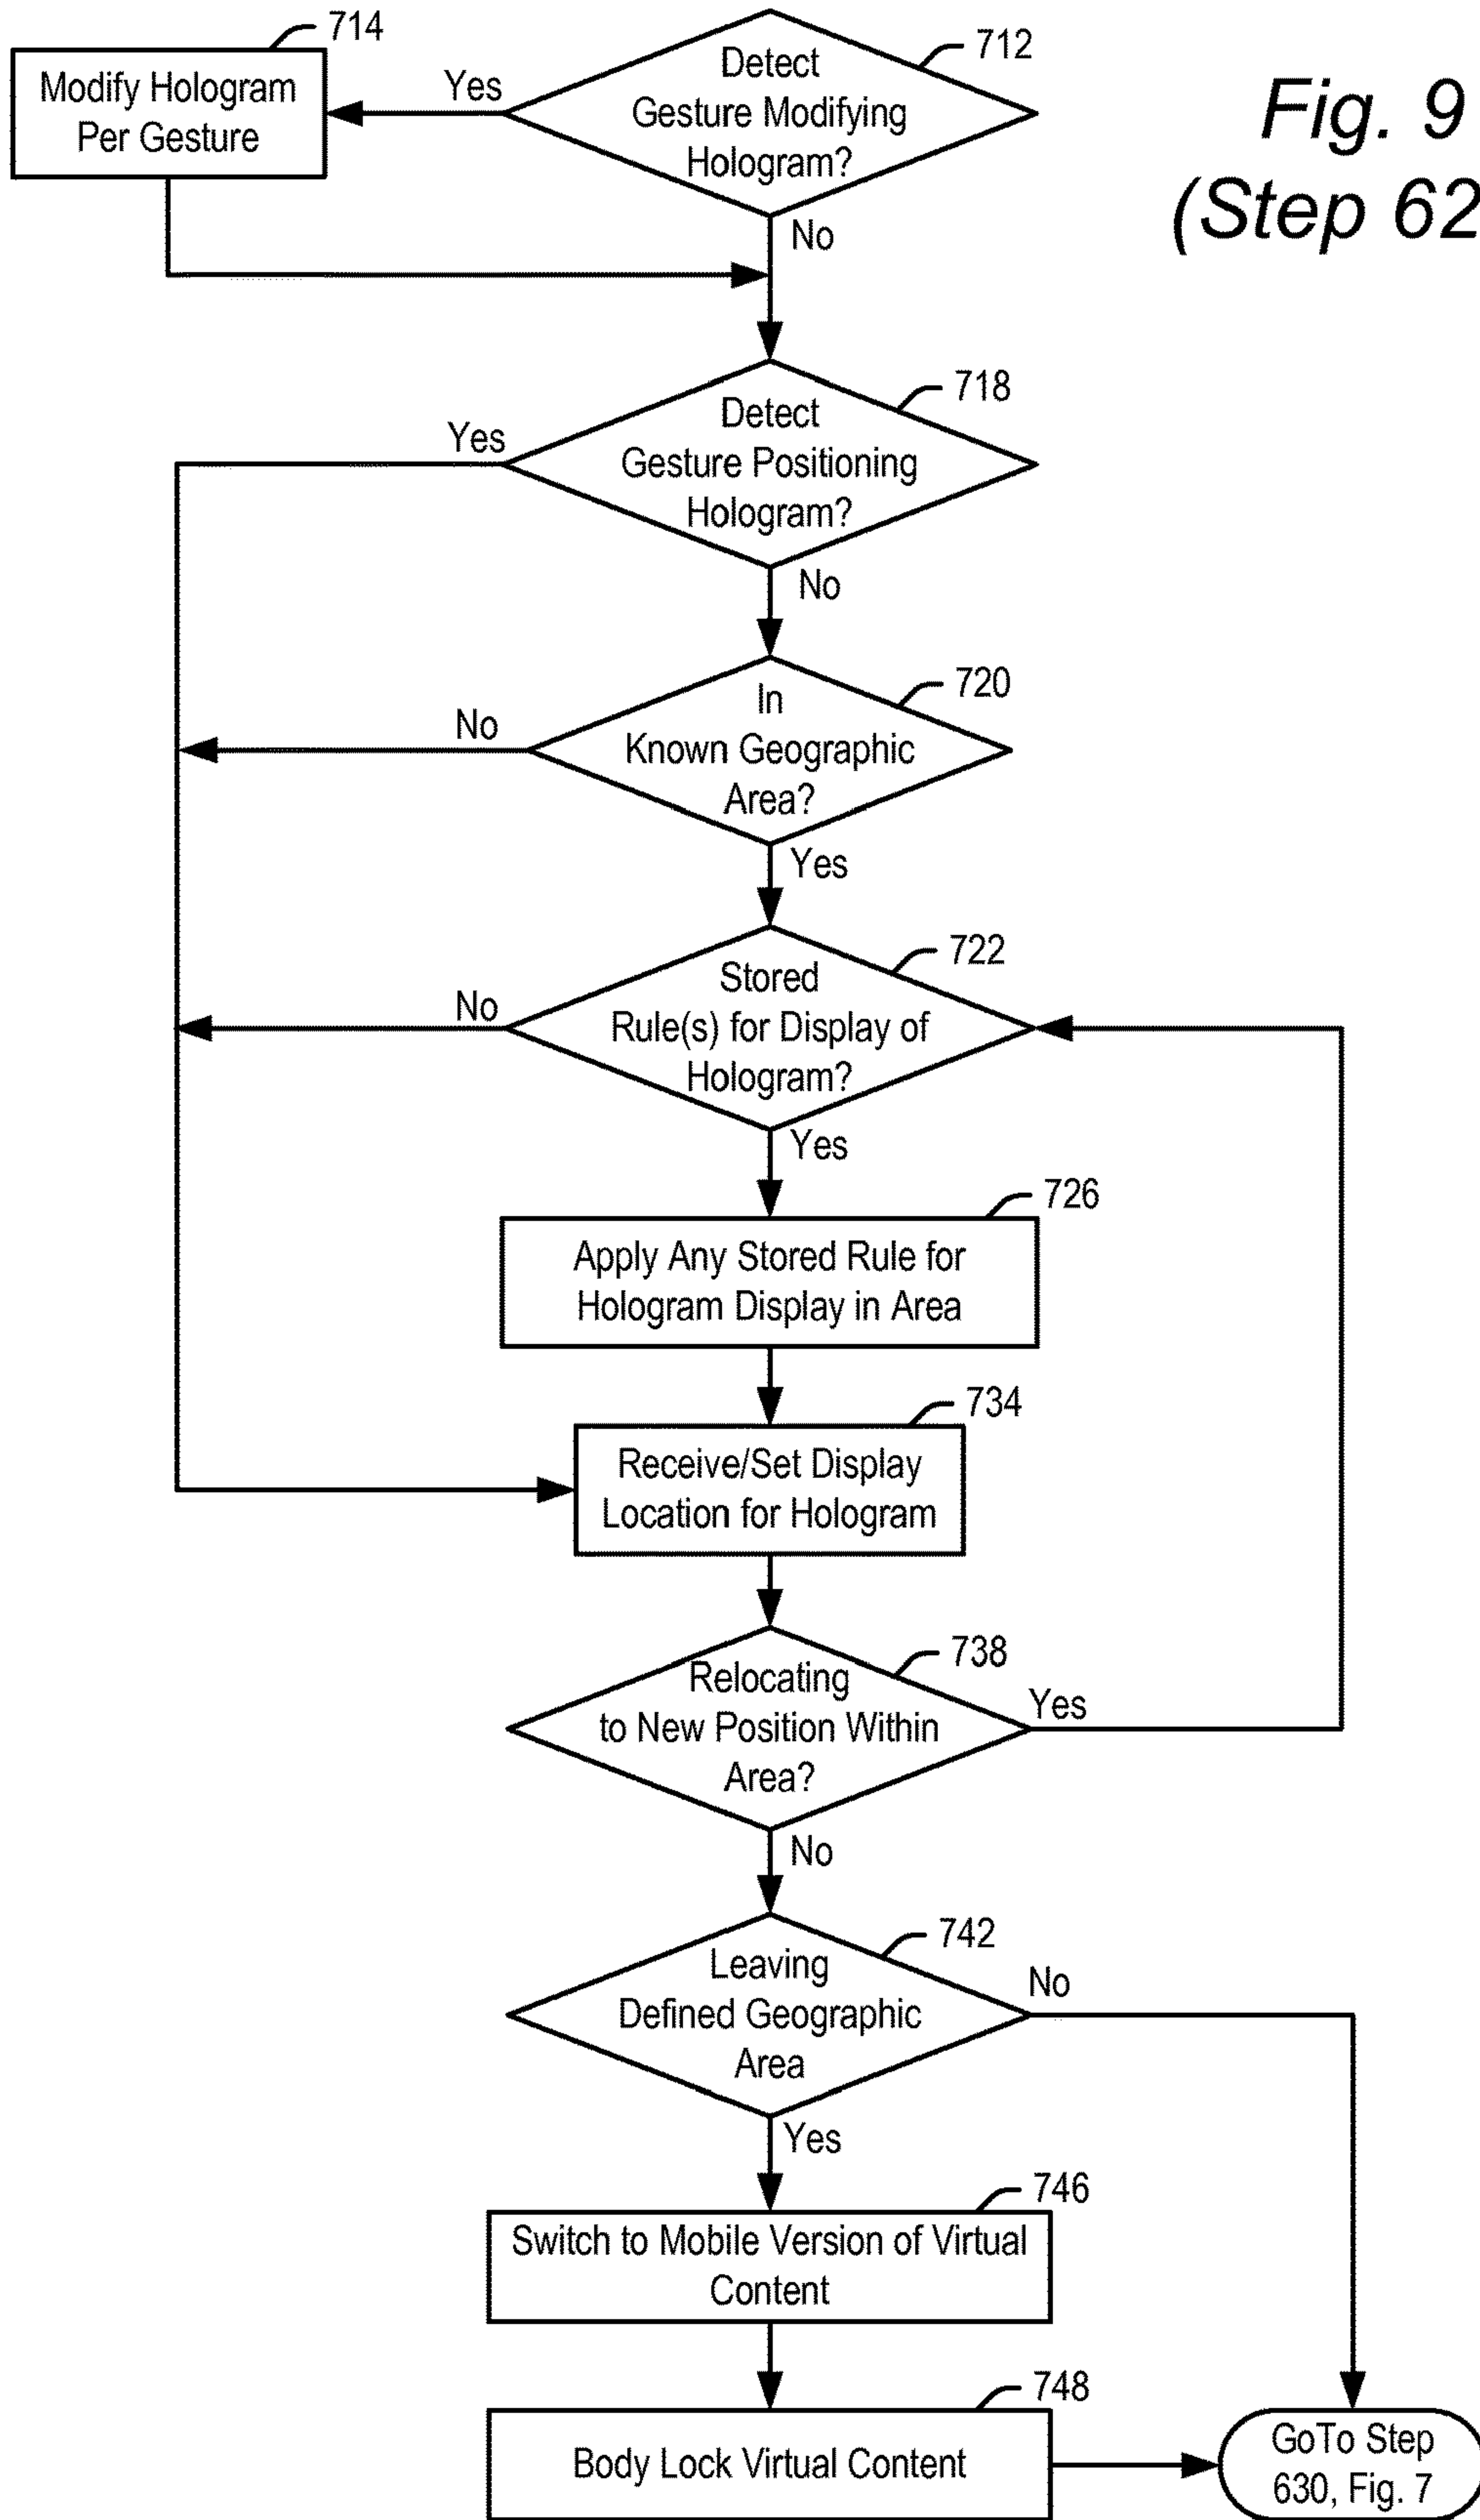 Fig. 9
(Step 62
712
Detect
Gesture Modifying
Hologram?
Yes
No
714
Modify Hologram
Per Gesture
718
Detect
Gesture Positioning
Hologram?
Yes
No
720
In
Known Geographic
Area?
No
Yes
722
Stored
Rule(s) for Display of
Hologram?
No
Yes
726
Apply Any Stored Rule for
Hologram Display in Area
734
Receive/Set Display
Location for Hologram
738
Relocating
to New Position Within
Area?
Yes
No
742
Leaving
Defined Geographic
Area
No
Yes
746
Switch to Mobile Version of Virtual
Content
748
Body Lock Virtual Content
GoTo Step
630, Fig. 7